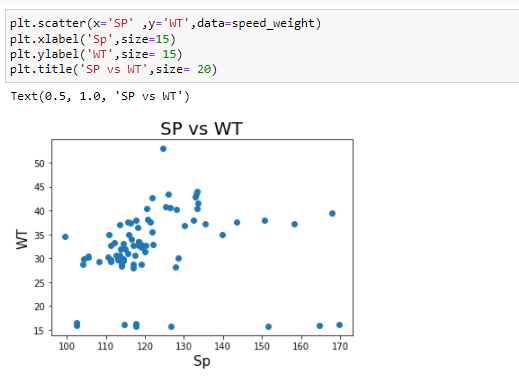 plt.scatter(x='SP' ,y='WT',data=speed_weight)
plt.xlabel('Sp',size=15)
plt.ylabel('WT',size= 15)
plt.title('SP vs WT',size= 20)
Text(0.5, 1.0, 'SP vs WT')
SP vs WT
50
45
40
35
30
25
20
15
WT
100 110 120 130 140 150 160 170
Sp